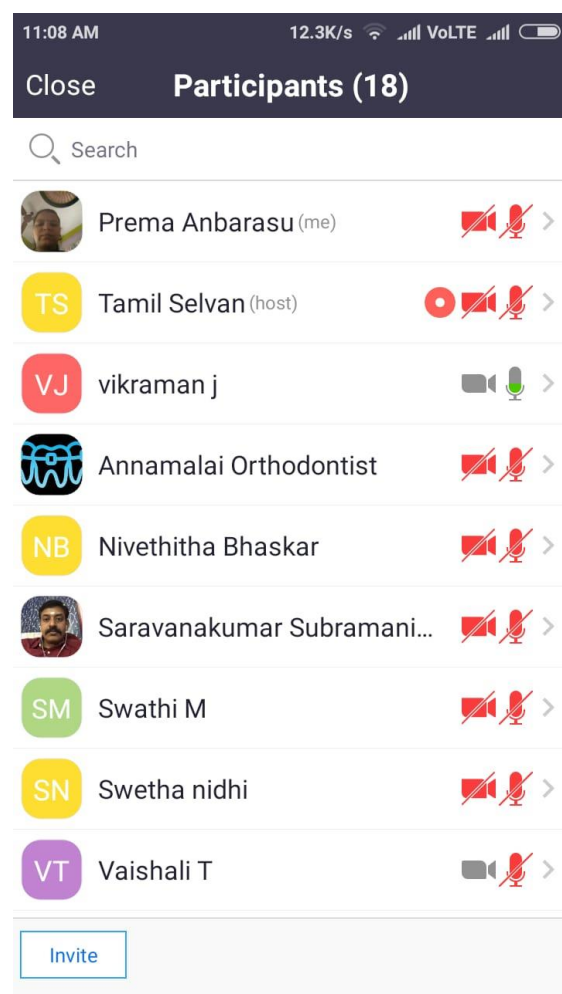 11:08 AM 12.3K/s VoLTE
Close Participants (18)
Search
Prema Anbarasu (me)
TS Tamil Selvan (host)
VJ vikraman j
Annamalai Orthodontist
NB Nivethitha Bhaskar
Saravanakumar Subramani...
SM Swathi M
SN Swetha nidhi
VT Vaishali T
Invite